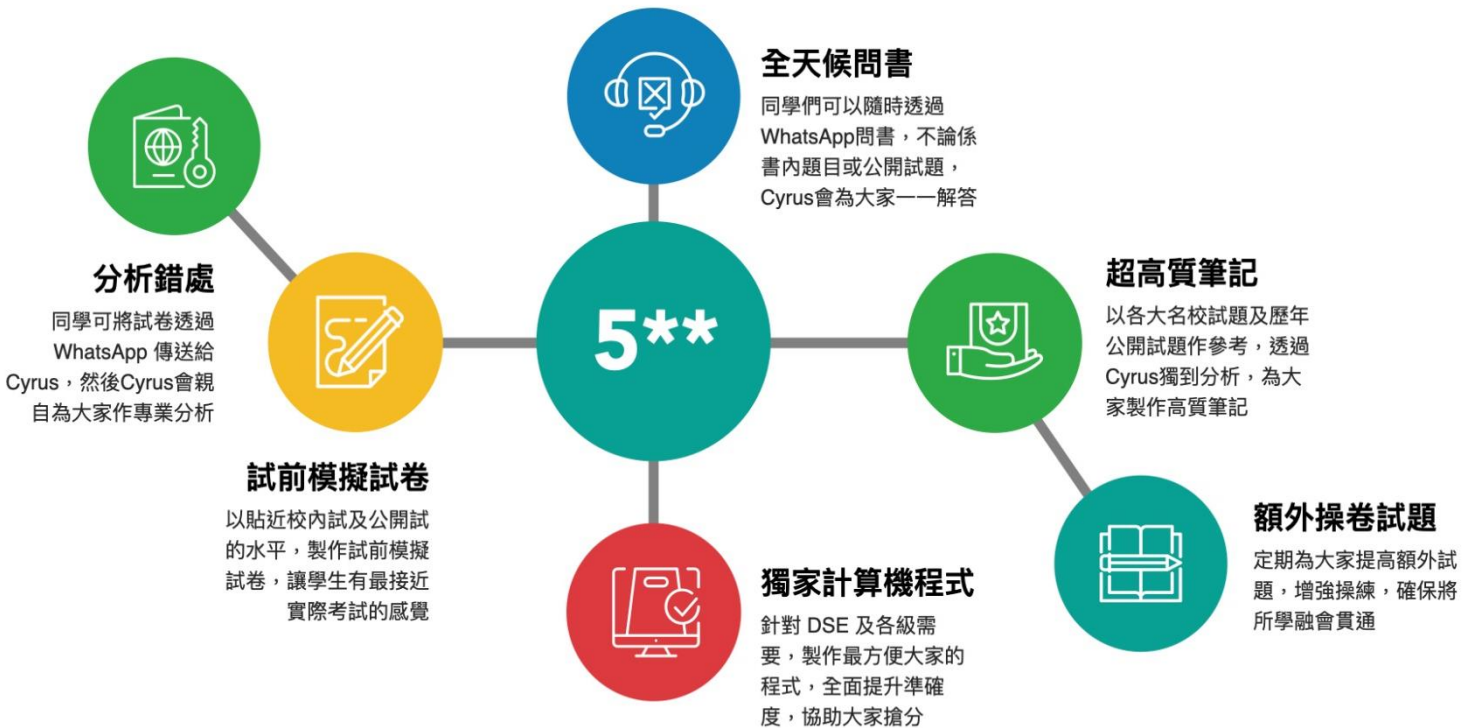 全天候問書
同學們可以隨時透過
WhatsApp問書，不論係
書內題目或公開試題，
Cyrus會為大家一一解答
分析錯處
同學可將試卷透過
WhatsApp 傳送給
Cyrus，然後Cyrus會親
自為大家作專業分析
5**
超高質筆記
以各大名校試題及歷年
公開試題作參考，透過
Cyrus獨到分析，為大
家製作高質筆記
試前模擬試卷
以貼近校內試及公開試
的水平，製作試前模擬
試卷，讓學生有最接近
實際考試的感覺
獨家計算機程式
針對 DSE 及各級需
要，製作最方便大家的
程式，全面提升準確
度，協助大家搶分
額外操卷試題
定期為大家提高額外試
題，增強操練，確保將
所學融會貫通